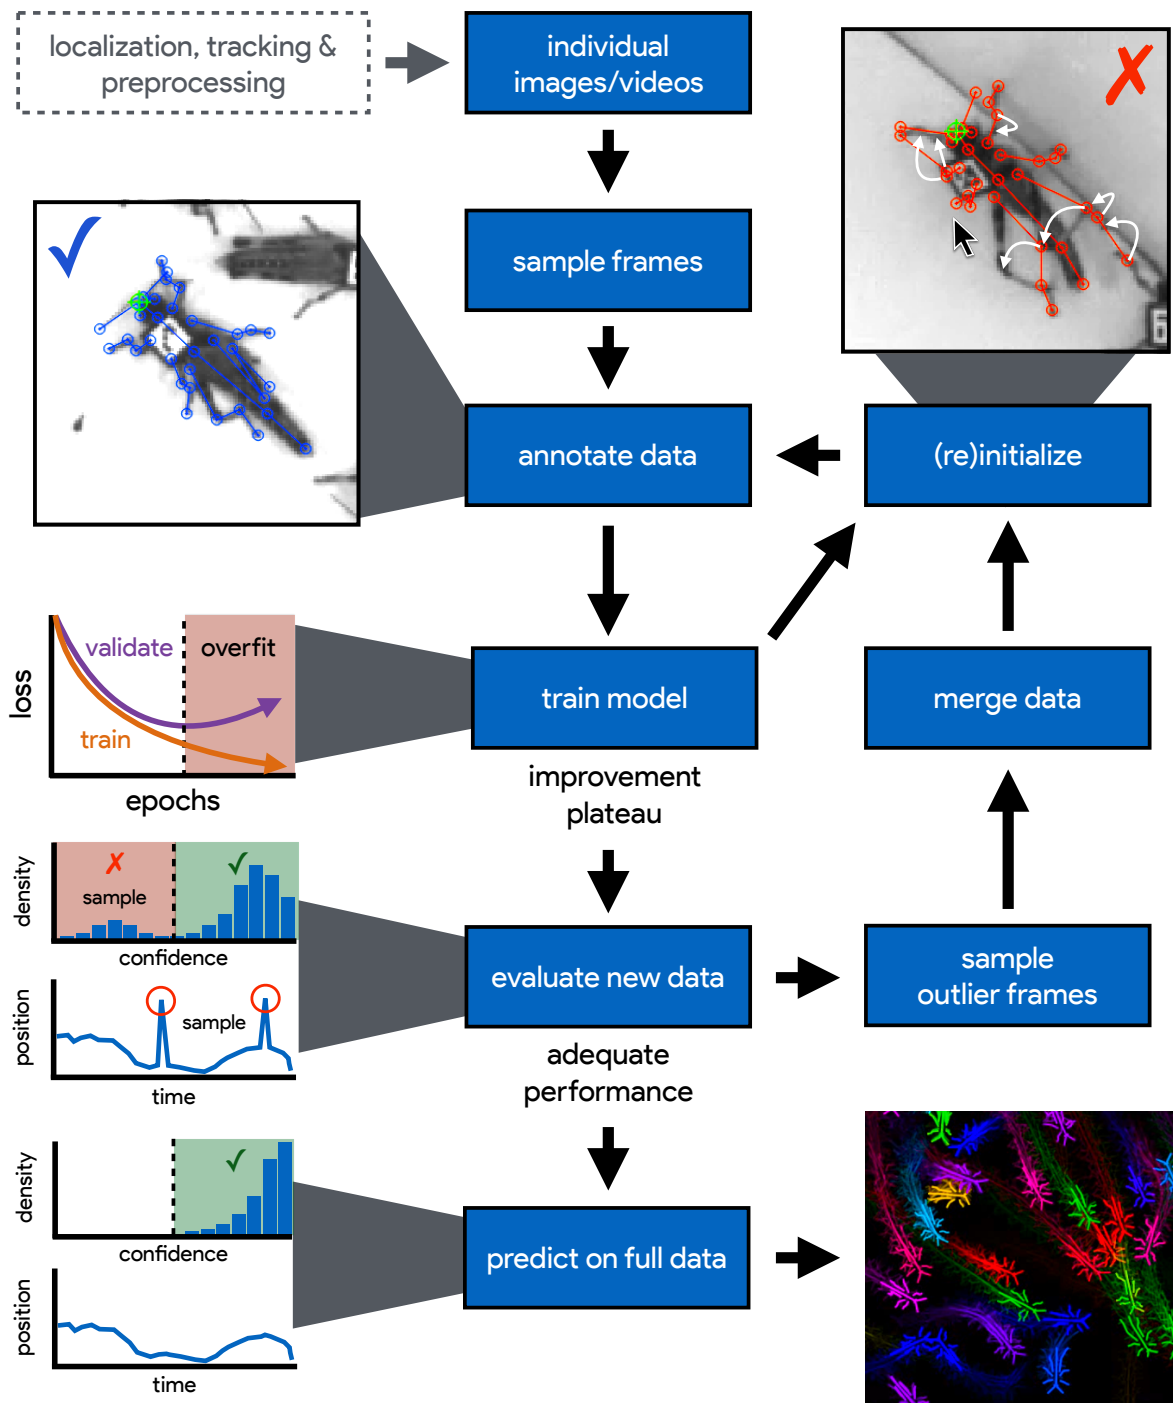 localization, tracking &
preprocessing
individual
images/videos
sample frames
annotate data
(re)initialize
loss
validate
overfit
train
epochs
train model
merge data
improvement
plateau
density
sample
confidence
position
sample
time
evaluate new data
sample
outlier frames
adequate
performance
density
confidence
position
time
predict on full data